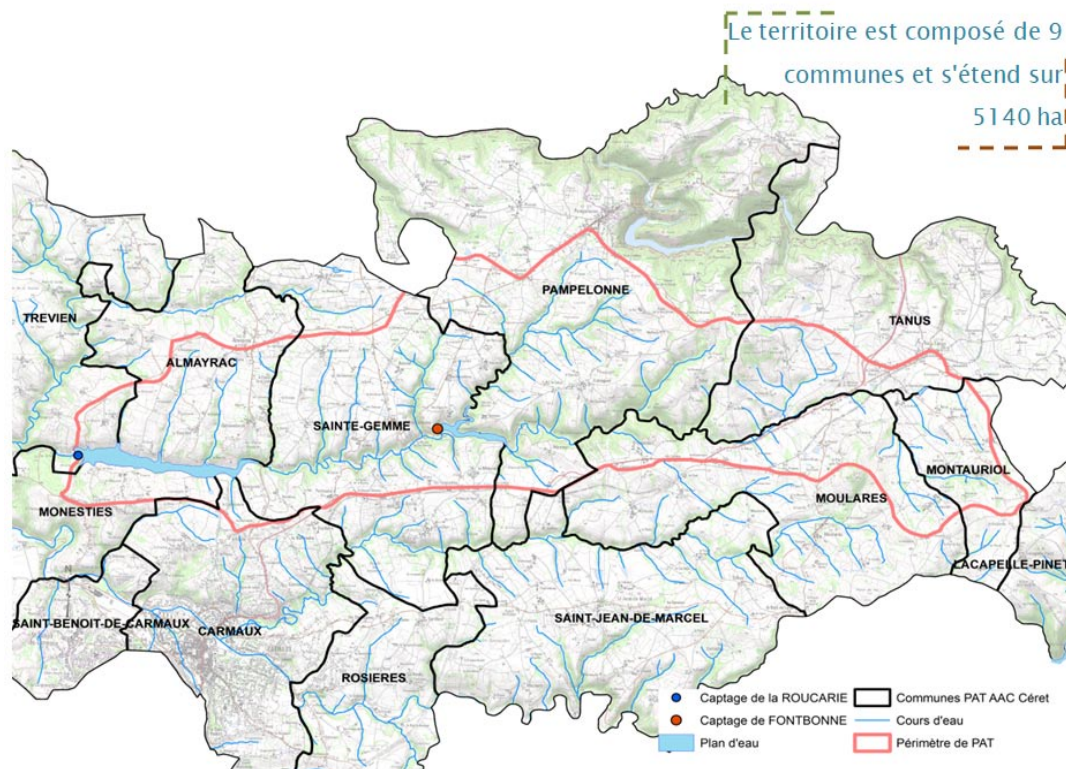 Le territoire est composé de 9
communes et s'étend sur
5140 ha
PAMPELONNE
TREVIEN
TANUS
ALMAYRAC
SAINTE-GEMME
MONTAURIOL
MOULARES
MONESTIES
LACAPELLE-PINET
SAINT-BENOIT-DE-CARMAUX
CARMAUX
SAINT-JEAN-DE-MARCEL
ROSIERES
Captage de la ROUCARIE
Communes PAT AAC Céret
Captage de FONTBONNE
Cours d'eau
Plan d'eau
Périmètre de PAT